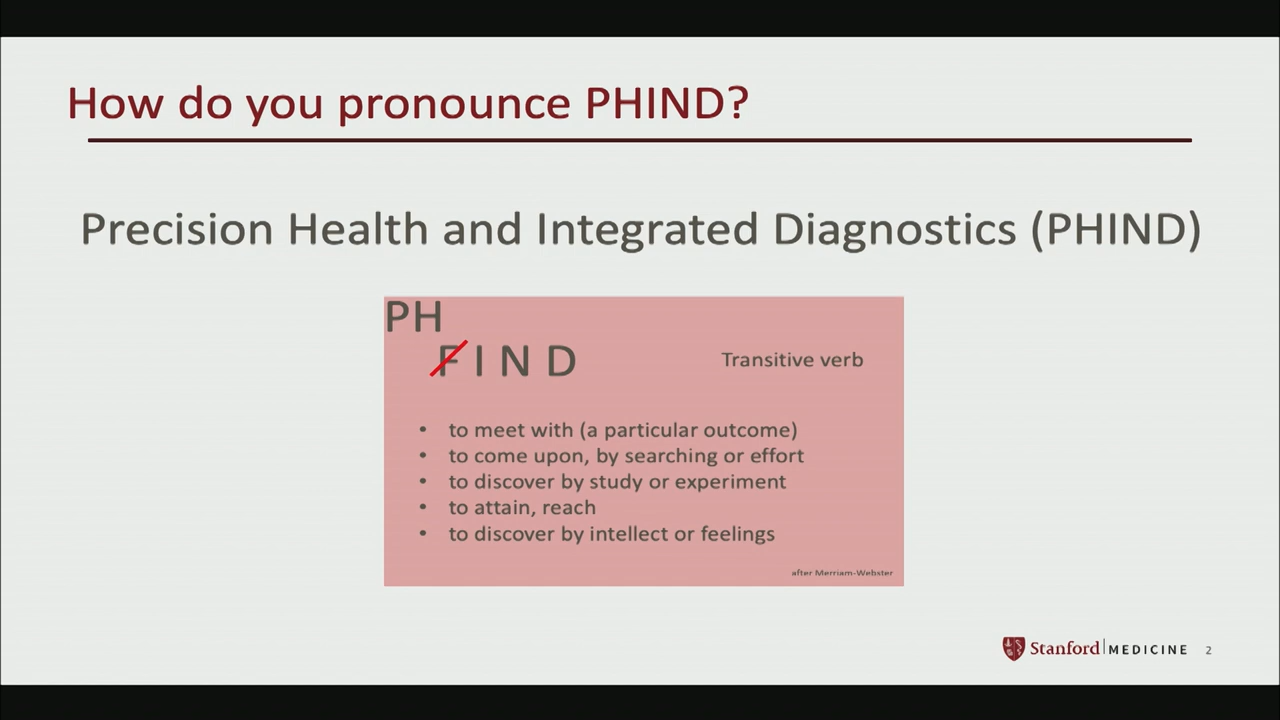 How do you pronounce PHIND?
Precision Health and Integrated Diagnostics (PHIND)
PH
F I N D Transitive verb
• to meet with (a particular outcome)
• to come upon, by searching or effort
• to discover by study or experiment
• to attain, reach
• to discover by intellect or feelings
after Merriam-Webster
Stanford MEDICINE 2